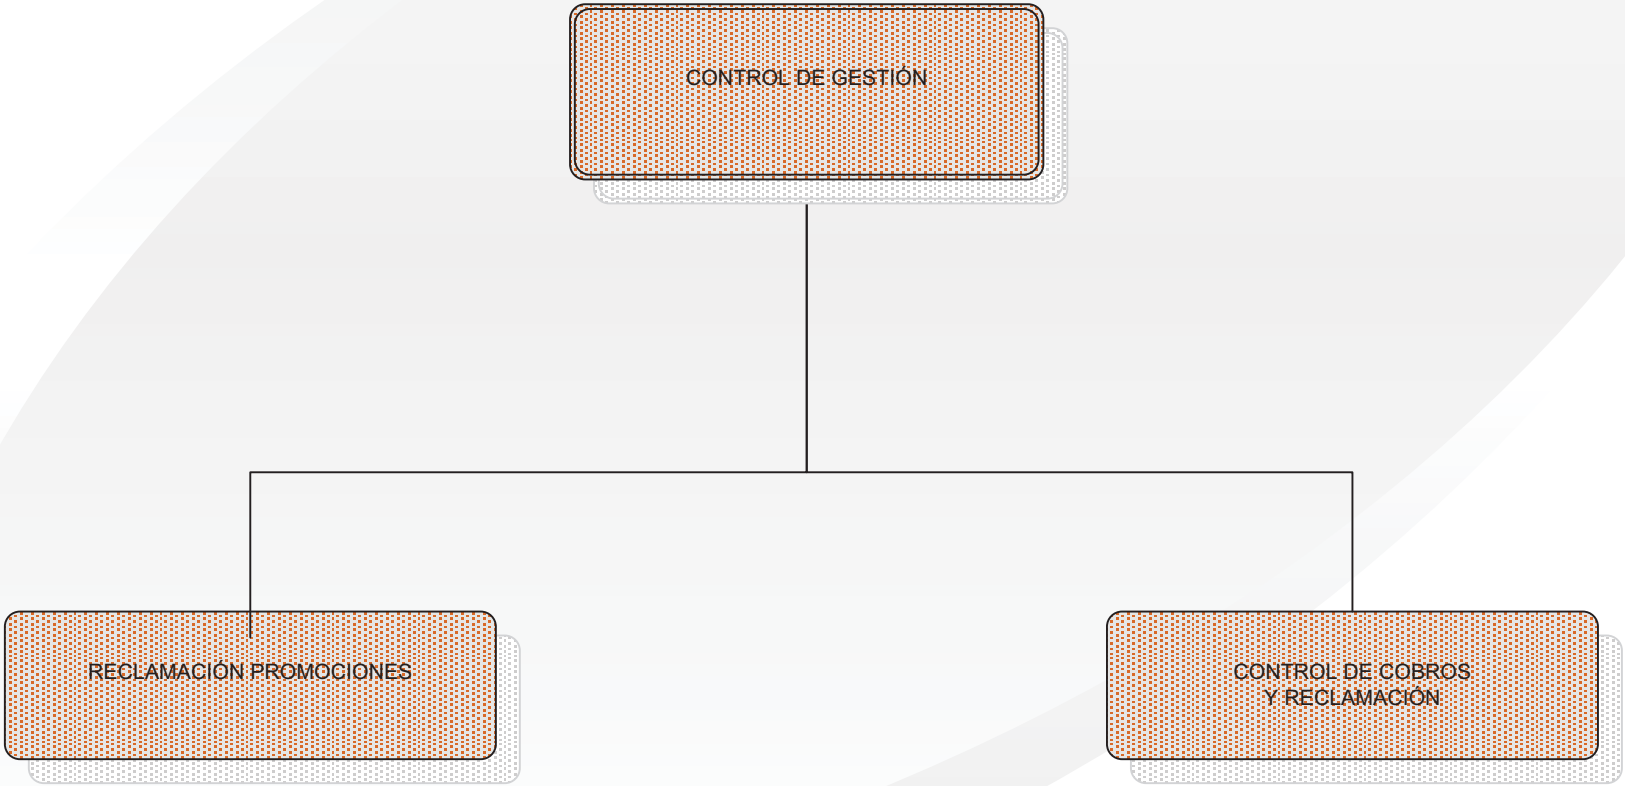 CONTROL DE GESTIÓN
RECLAMACIÓN PROMOCIONES
CONTROL DE COBROS
Y RECLAMACIÓN